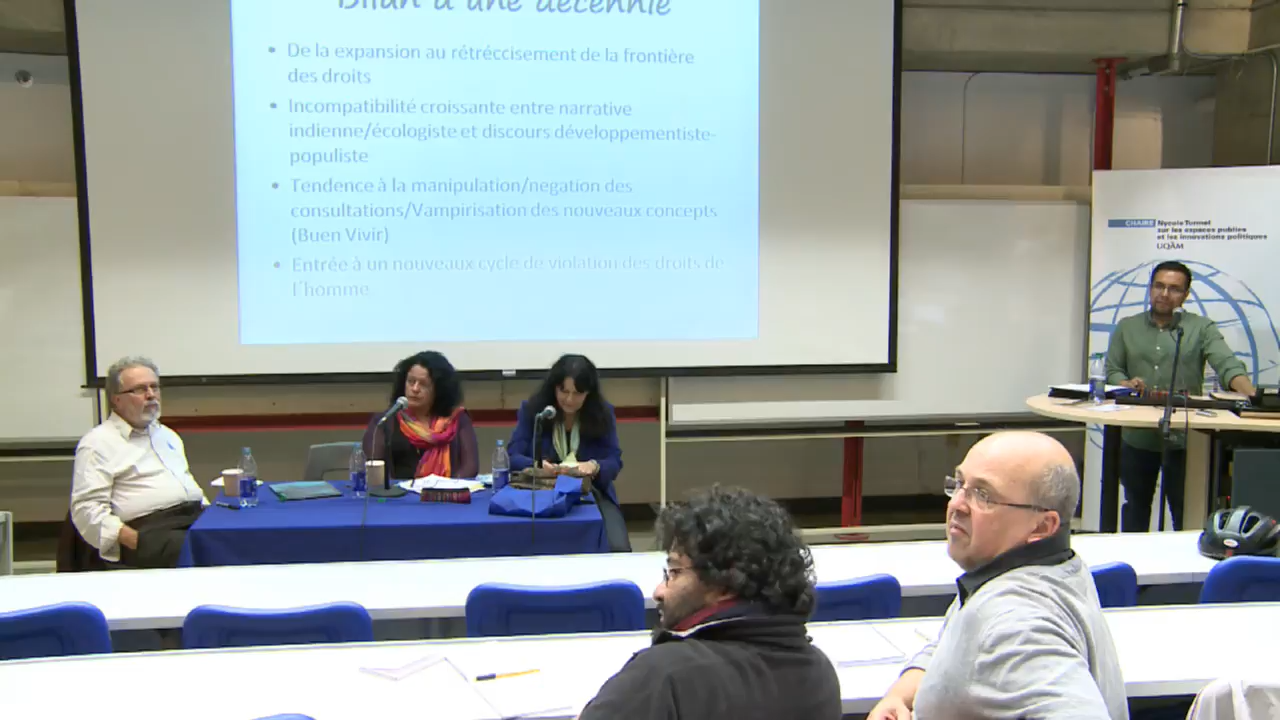 Bilan d'une décennie
• De la expansion au rétréccisement de la frontière
des droits
• Incompatibilité croissante entre narrative
indienne/écologiste et discours développementiste-
populiste
• Tendence à la manipulation/negation des
consultations/Vampirisation des nouveaux concepts
(Buen Vivir)
• Entrée à un nouveaux cycle de violation des droits de
l´homme
CHAIRE Nycole Turmel
sur les espaces publics
et les innovations politiques
UQÀM